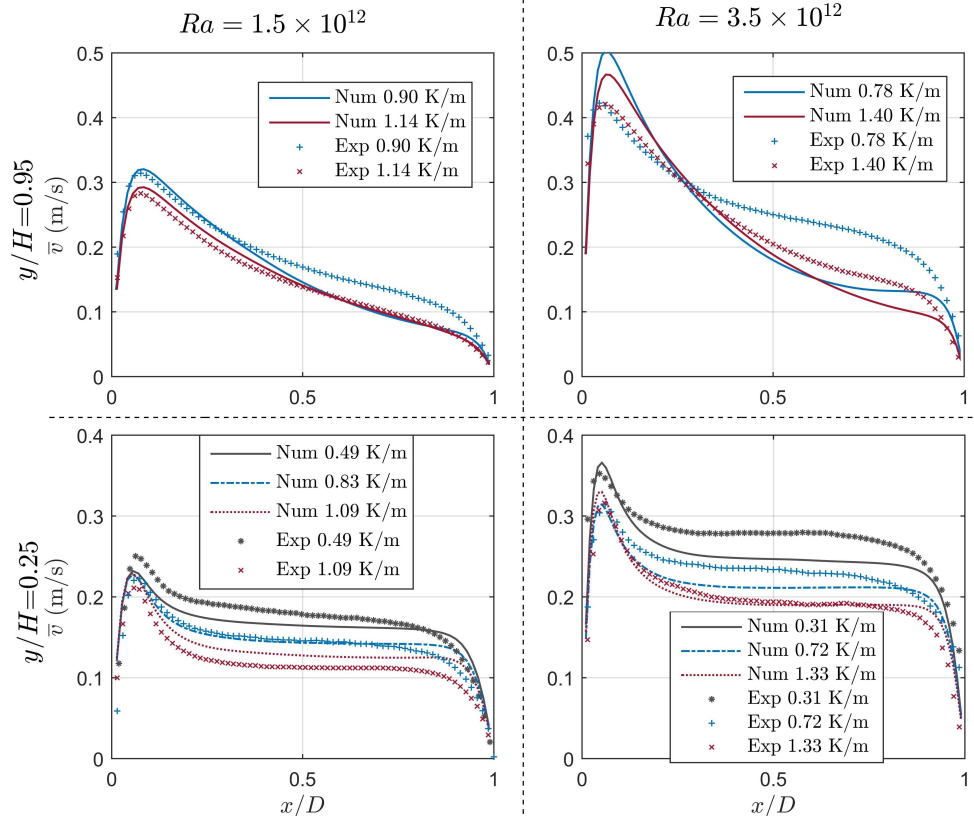 Ra = 1.5 × 10¹²
Ra = 3.5 × 10¹²
y/H=0.95
v̅ (m/s)
0.5
0.4
0.3
0.2
0.1
0
Num 0.90 K/m
Num 1.14 K/m
Exp 0.90 K/m
Exp 1.14 K/m
0 0.5 1
0.5
0.4
0.3
0.2
0.1
0
Num 0.78 K/m
Num 1.40 K/m
Exp 0.78 K/m
Exp 1.40 K/m
0 0.5 1
y/H=0.25
v̅ (m/s)
0.4
0.3
0.2
0.1
0
Num 0.49 K/m
Num 0.83 K/m
Num 1.09 K/m
Exp 0.49 K/m
Exp 1.09 K/m
0 0.5 1
x/D
0.4
0.3
0.2
0.1
0
Num 0.31 K/m
Num 0.72 K/m
Num 1.33 K/m
Exp 0.31 K/m
Exp 0.72 K/m
Exp 1.33 K/m
0 0.5 1
x/D